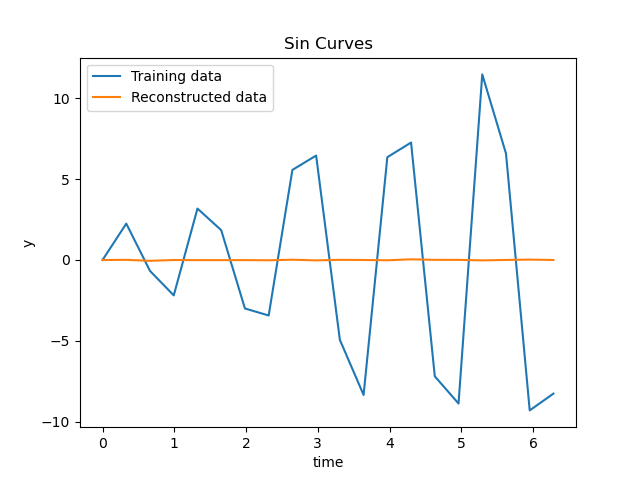 Sin Curves
Training data
Reconstructed data
10
5
0
−5
−10
y
0 1 2 3 4 5 6
time